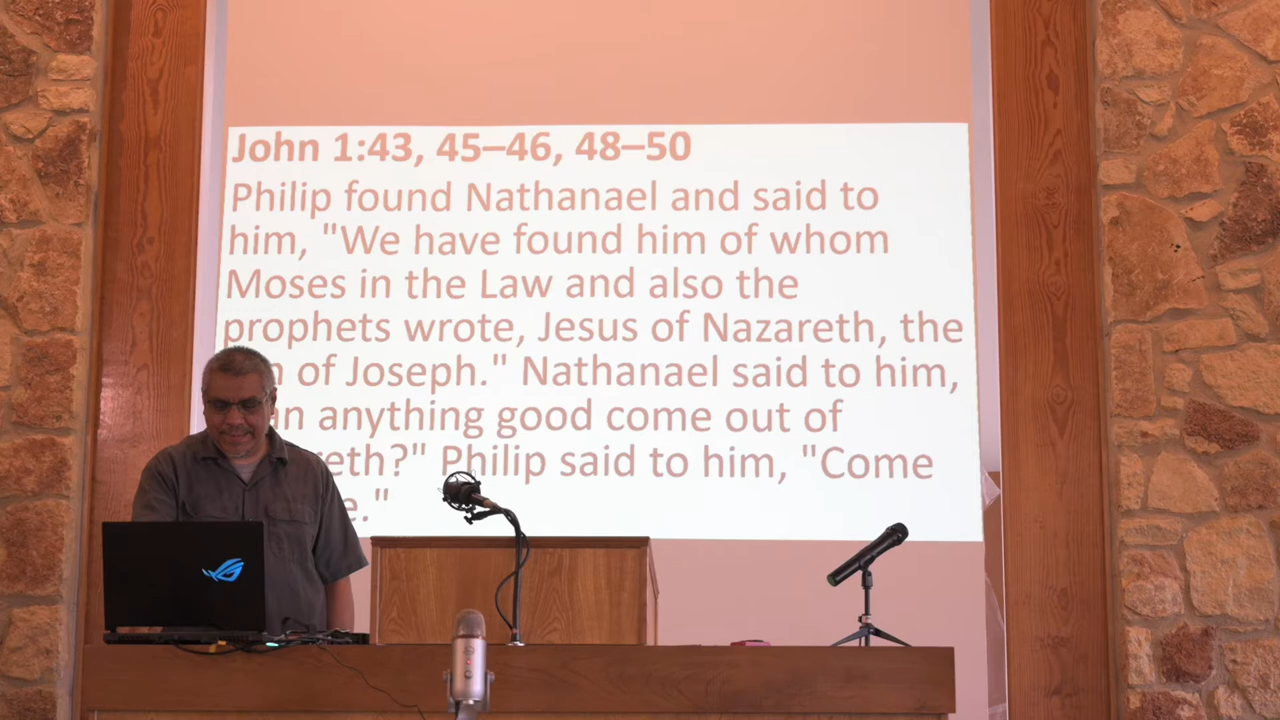 John 1:43, 45–46, 48–50
Philip found Nathanael and said to
him, "We have found him of whom
Moses in the Law and also the
prophets wrote, Jesus of Nazareth, the
of Joseph." Nathanael said to him,
anything good come out of
reth?" Philip said to him, "Come
e."